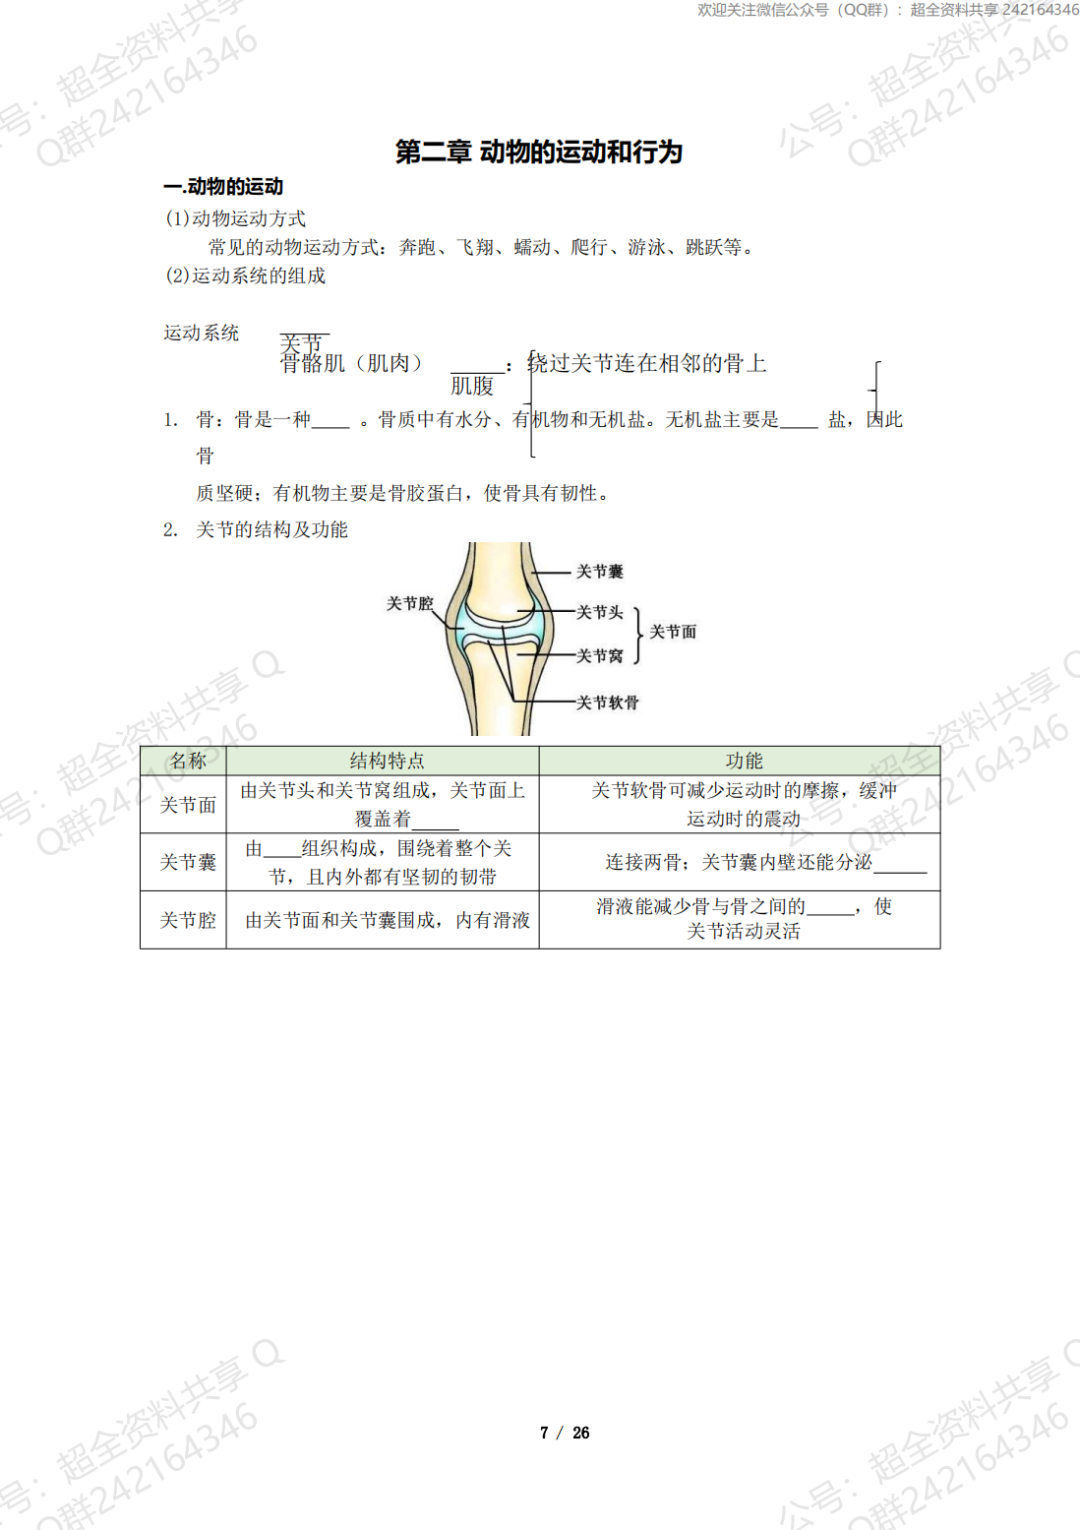 欢迎关注微信公众号（QQ群）：超全资料共享 242164346
第二章 动物的运动和行为
一.动物的运动
(1)动物运动方式
常见的动物运动方式：奔跑、飞翔、蠕动、爬行、游泳、跳跃等。
(2)运动系统的组成
运动系统
关节
骨骼肌（肌肉） _____：绕过关节连在相邻的骨上
肌腹
1. 骨：骨是一种____ 。骨质中有水分、有机物和无机盐。无机盐主要是____ 盐，因此
骨
质坚硬；有机物主要是骨胶蛋白，使骨具有韧性。
2. 关节的结构及功能
关节囊
关节腔
关节头
关节面
关节窝
关节软骨
名称 结构特点 功能
关节面 由关节头和关节窝组成，关节面上 关节软骨可减少运动时的摩擦，缓冲
覆盖着_____ 运动时的震动
关节囊 由____组织构成，围绕着整个关 连接两骨；关节囊内壁还能分泌______
节，且内外都有坚韧的韧带
关节腔 由关节面和关节囊围成，内有滑液 滑液能减少骨与骨之间的_____，使
关节活动灵活
7 / 26
公号：超全资料共享 Q
Q群242164346